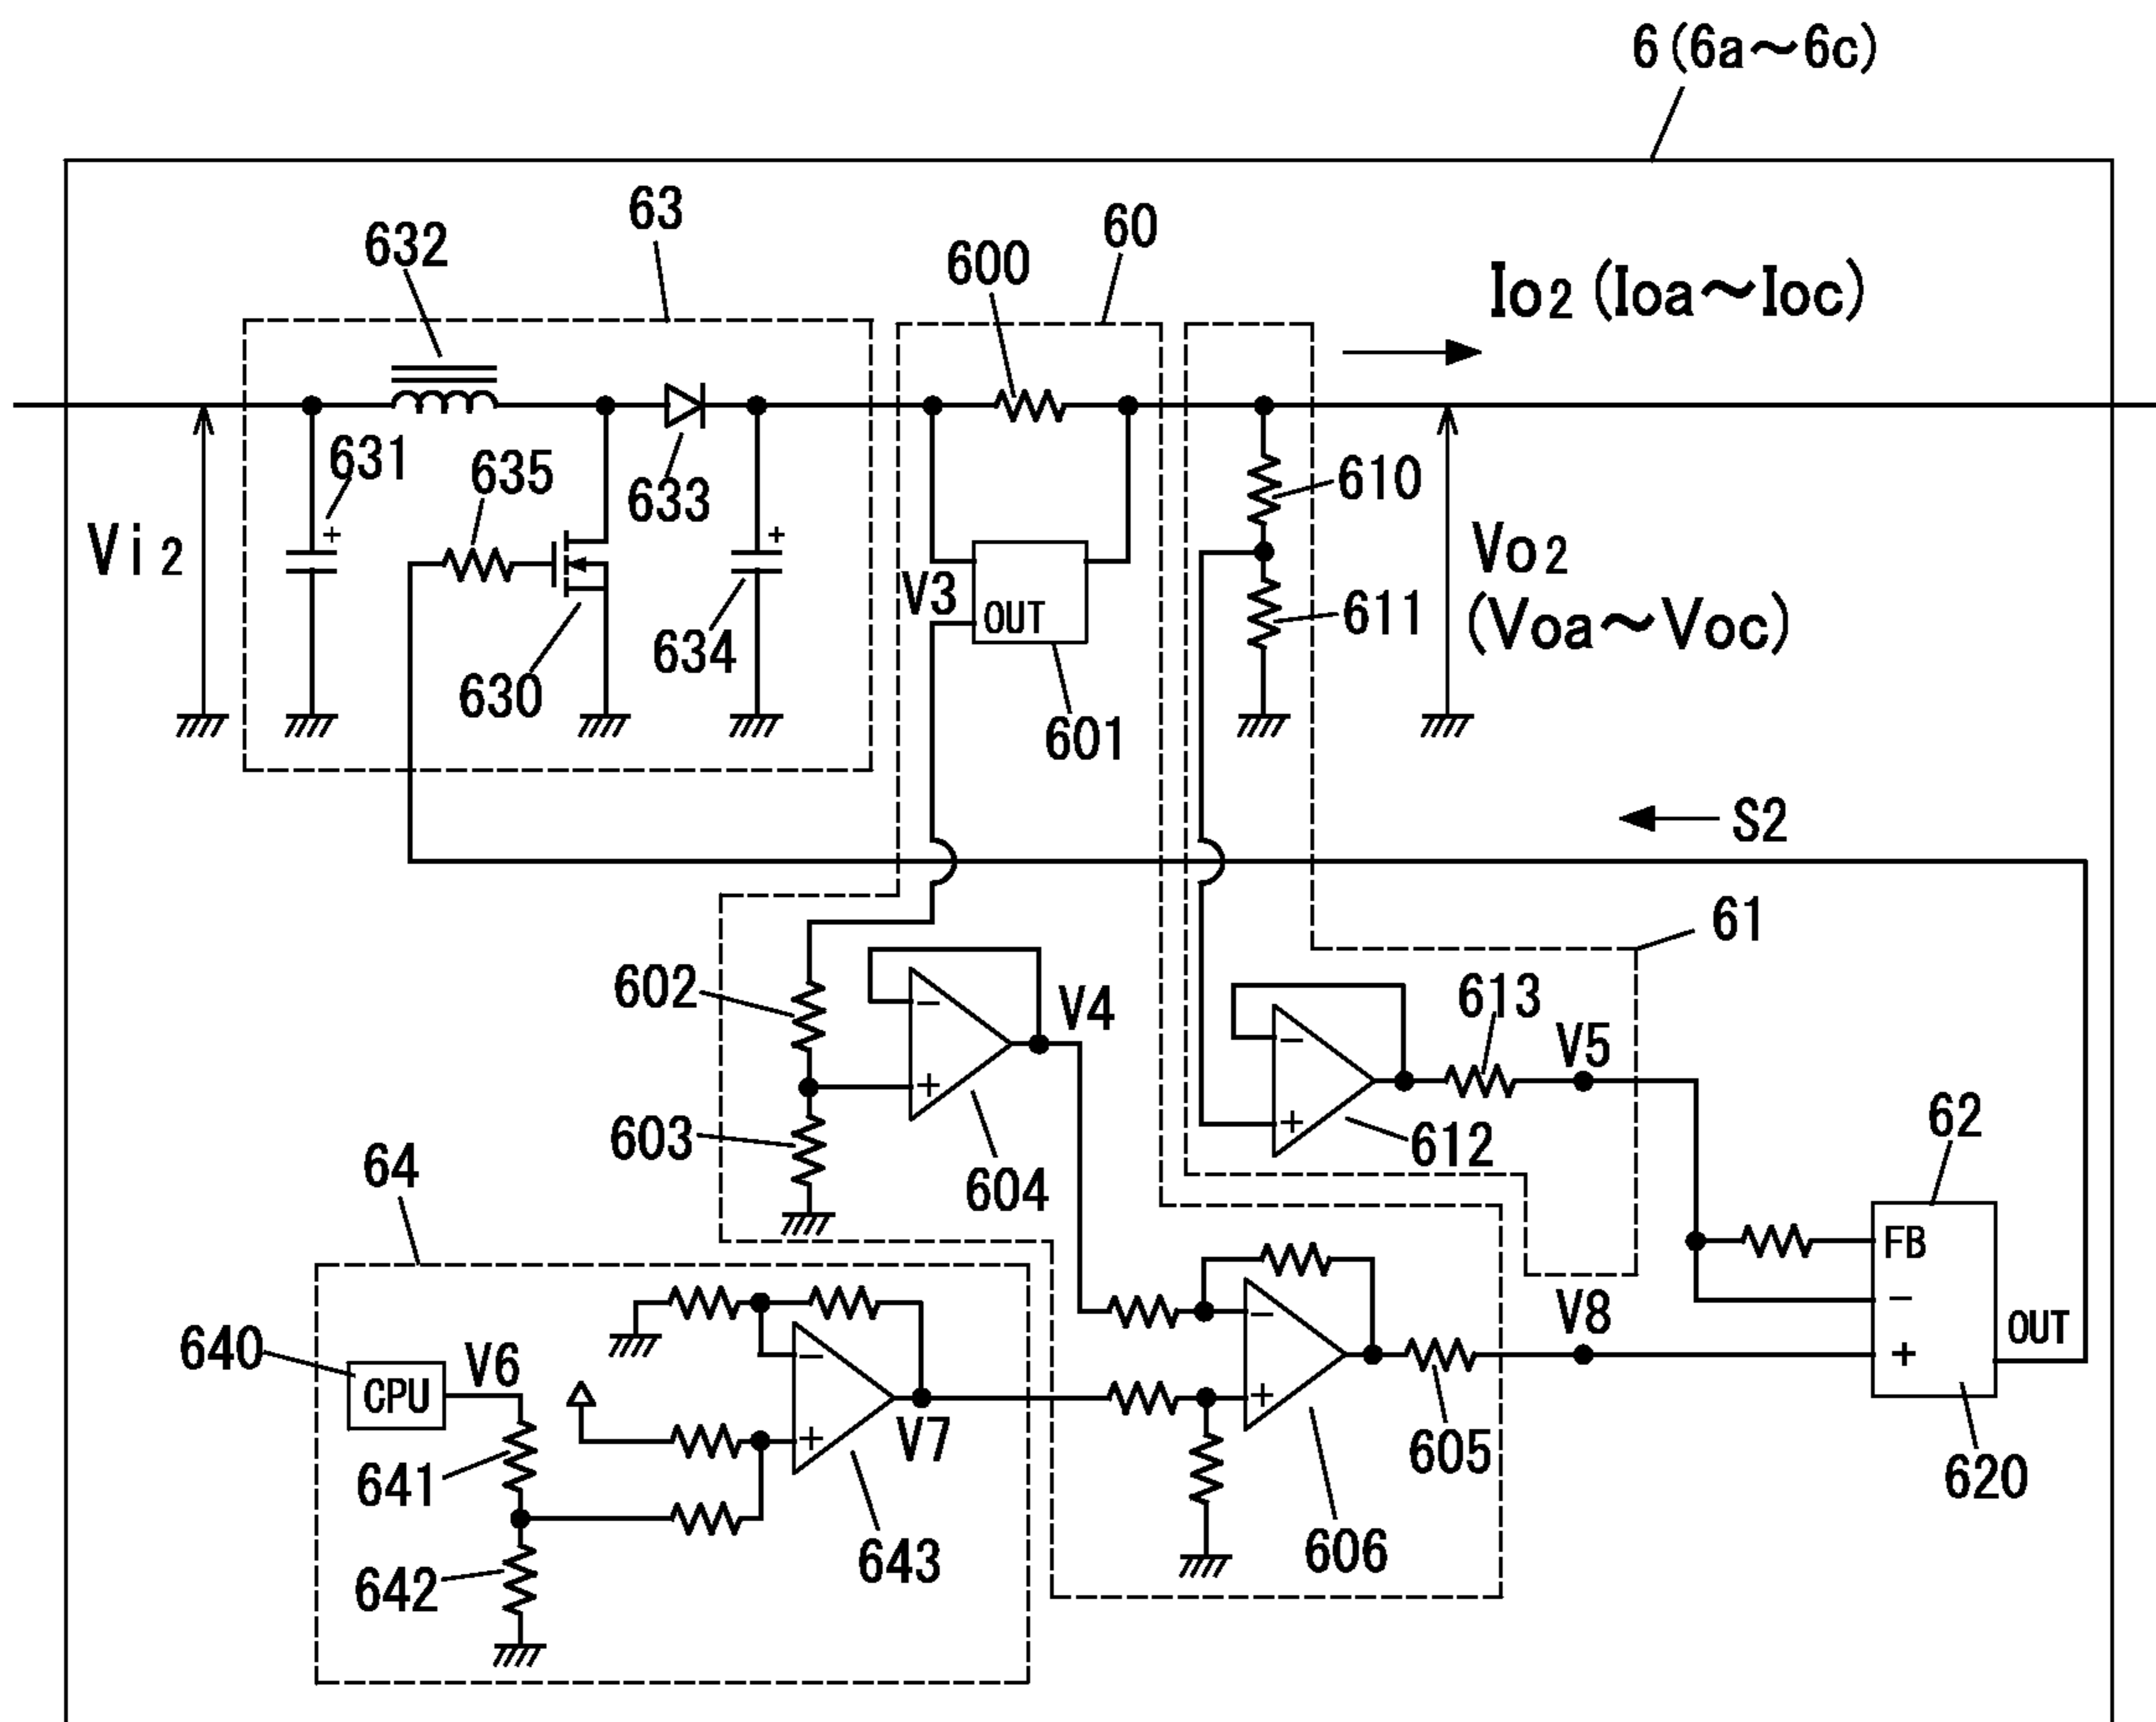 6(6a～6c)
63
60
632
600
Io2 (Ioa～Ioc)
631
635
633
610
Vi2
V3
OUT
Vo2
(Voa～Voc)
611
634
630
601
S2
61
602
V4
613
V5
62
603
604
612
64
FB
−
+
OUT
V8
640
CPU
V6
V7
605
620
641
642
643
606